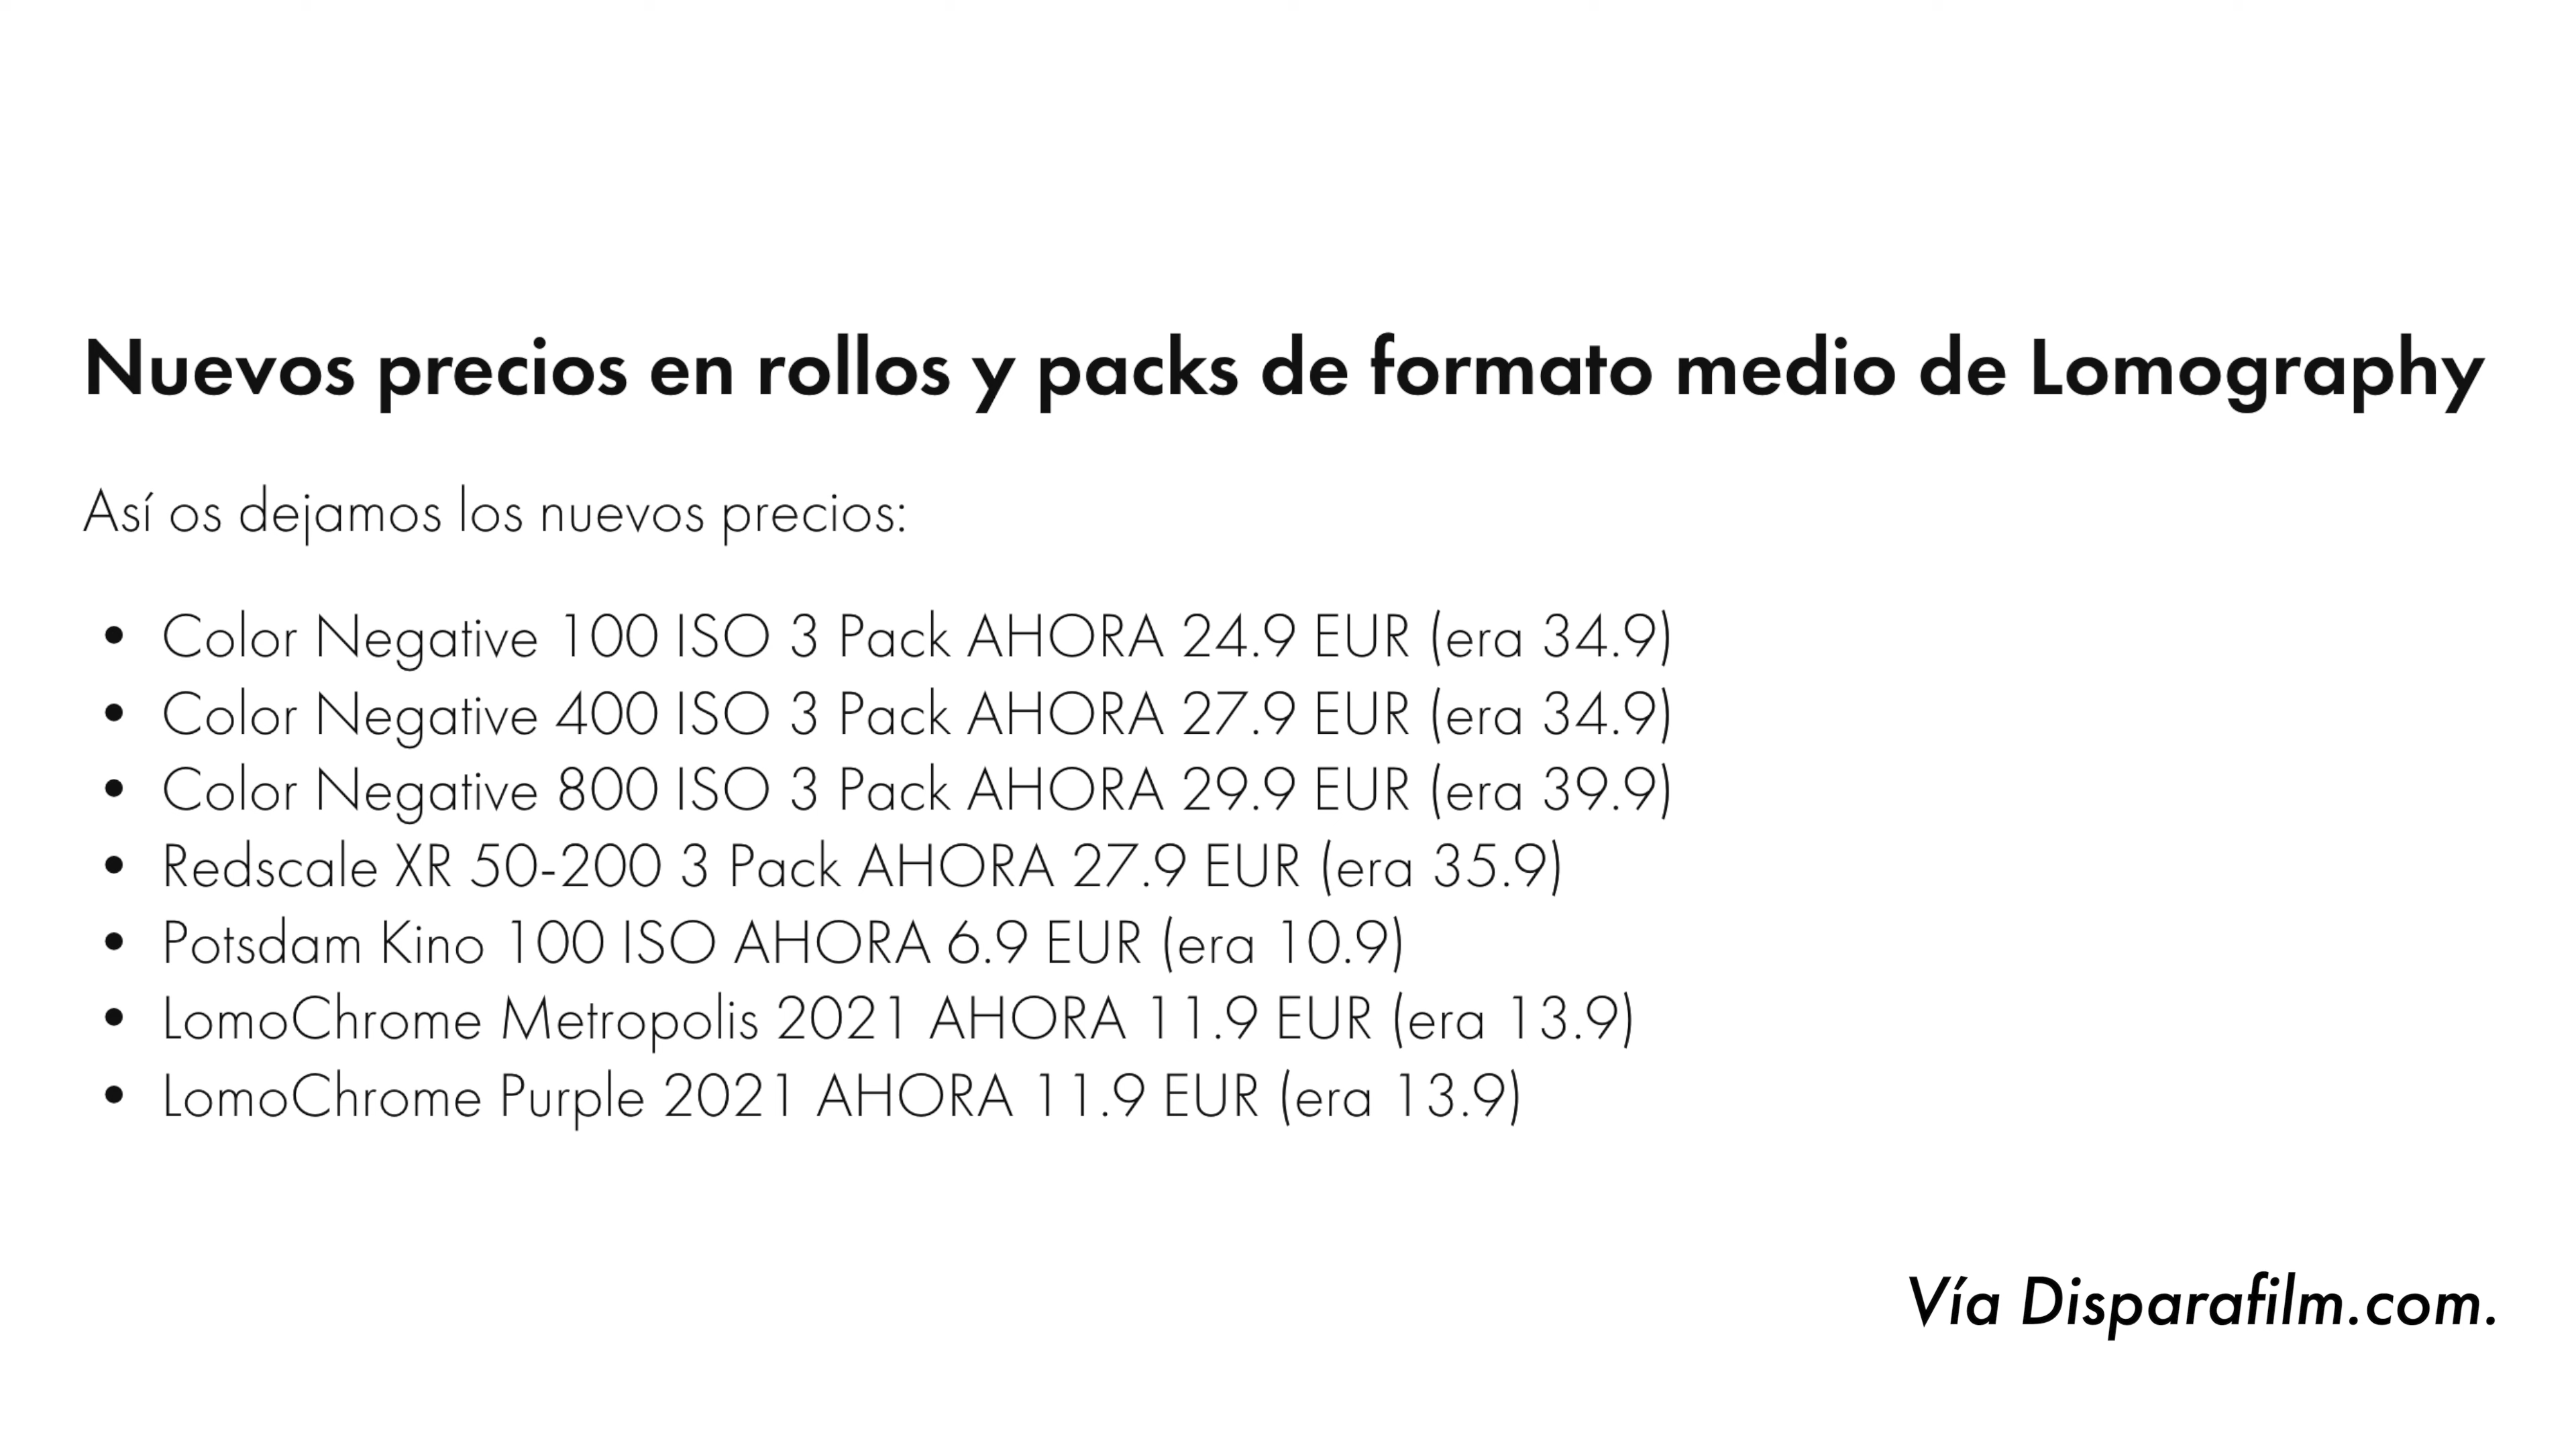 Nuevos precios en rollos y packs de formato medio de Lomography
Así os dejamos los nuevos precios:
• Color Negative 100 ISO 3 Pack AHORA 24.9 EUR (era 34.9)
• Color Negative 400 ISO 3 Pack AHORA 27.9 EUR (era 34.9)
• Color Negative 800 ISO 3 Pack AHORA 29.9 EUR (era 39.9)
• Redscale XR 50-200 3 Pack AHORA 27.9 EUR (era 35.9)
• Potsdam Kino 100 ISO AHORA 6.9 EUR (era 10.9)
• LomoChrome Metropolis 2021 AHORA 11.9 EUR (era 13.9)
• LomoChrome Purple 2021 AHORA 11.9 EUR (era 13.9)
Vía Disparafilm.com.